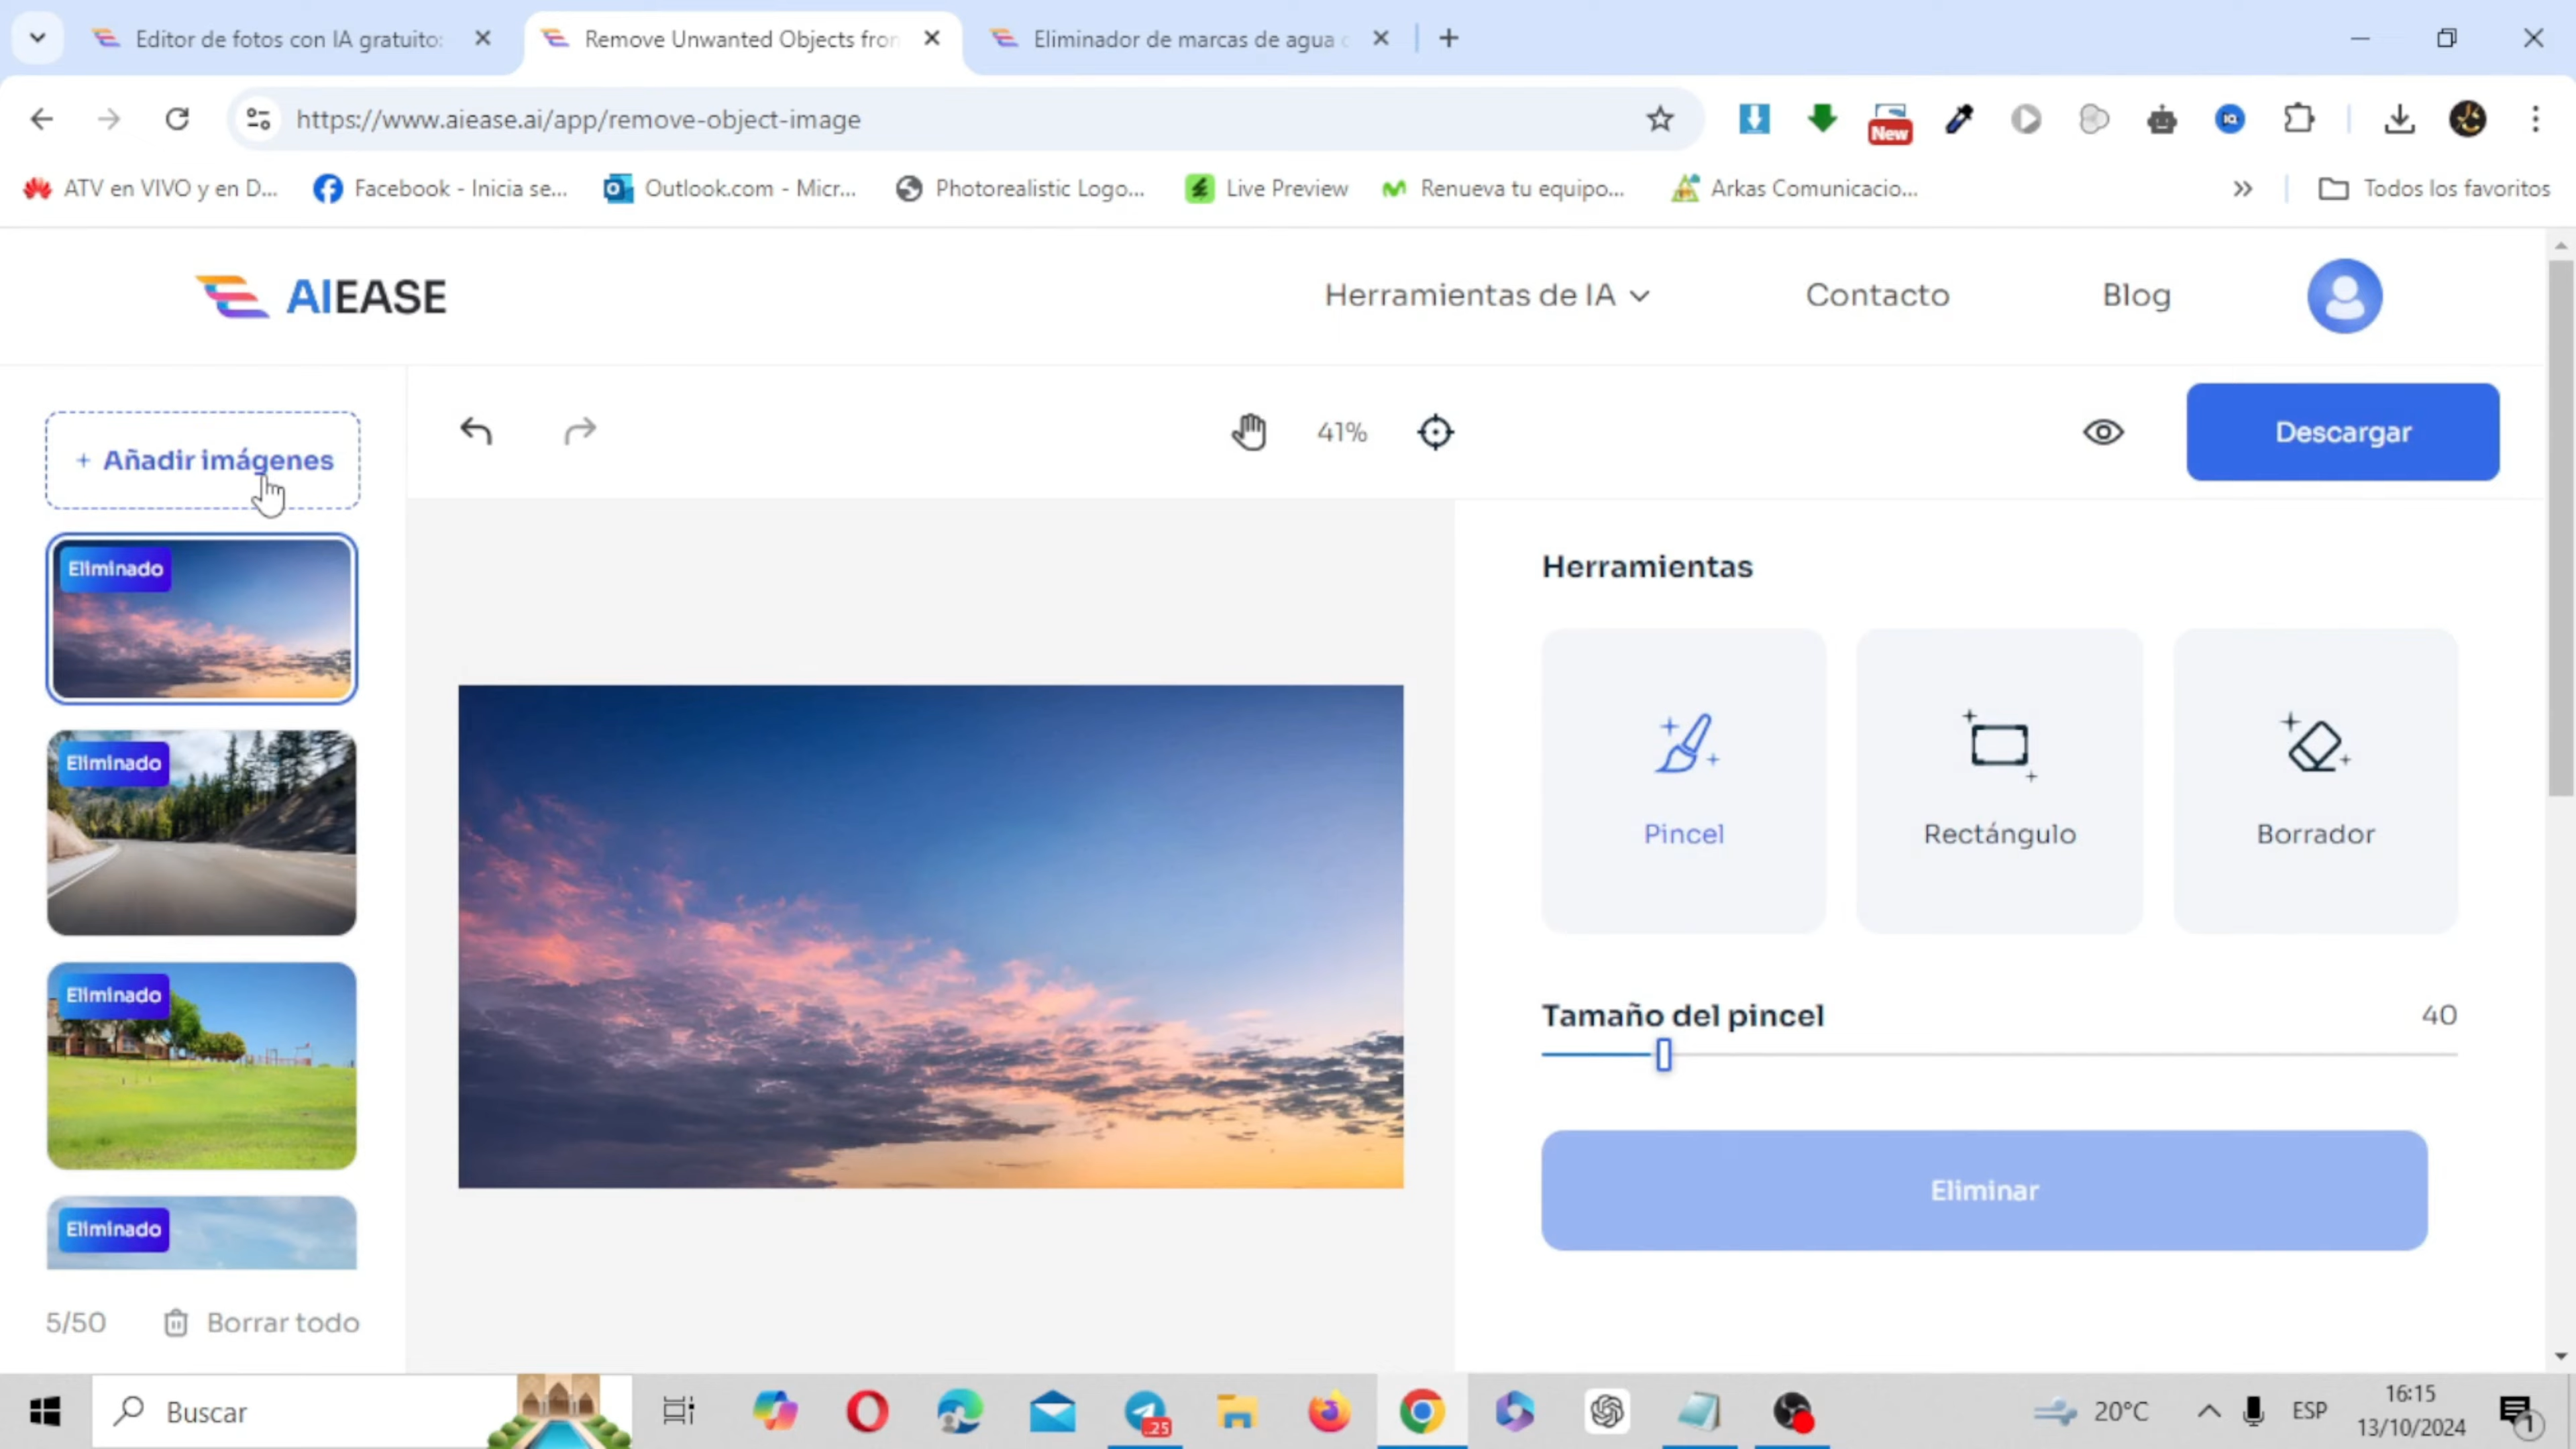 Editor de fotos con IA gratuito:
Remove Unwanted Objects fron
Eliminador de marcas de agua
https://www.aiease.ai/app/remove-object-image
New
IQ
ATV en VIVO y en D...
Facebook - Inicia se...
Outlook.com - Micr...
Photorealistic Logo...
Live Preview
Renueva tu equipo...
Arkas Comunicacio...
Todos los favoritos
AIEASE
Herramientas de IA
Contacto
Blog
+ Añadir imágenes
41%
Descargar
Eliminado
Eliminado
Eliminado
Eliminado
Herramientas
Pincel
Rectángulo
Borrador
Tamaño del pincel
40
Eliminar
5/50
Borrar todo
Buscar
25
20°C
ESP
16:15
13/10/2024
1